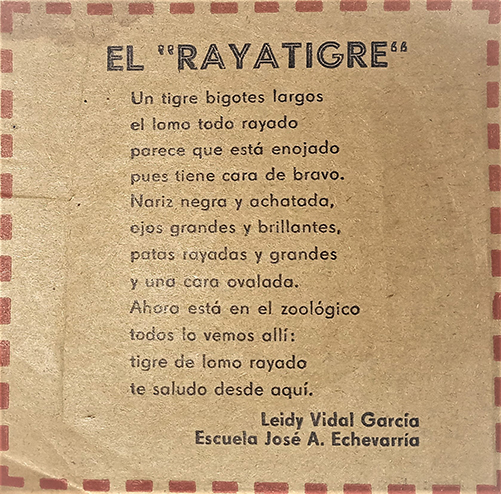 EL "RAYATIGRE“
Un tigre bigotes largos
el lomo todo rayado
parece que está enojado
pues tiene cara de bravo.
Nariz negra y achatada,
ojos grandes y brillantes,
patas rayadas y grandes
y una cara ovalada.
Ahora está en el zoológico
todos lo vemos allí:
tigre de lomo rayado
te saludo desde aquí.
Leidy Vidal García
Escuela José A. Echevarría